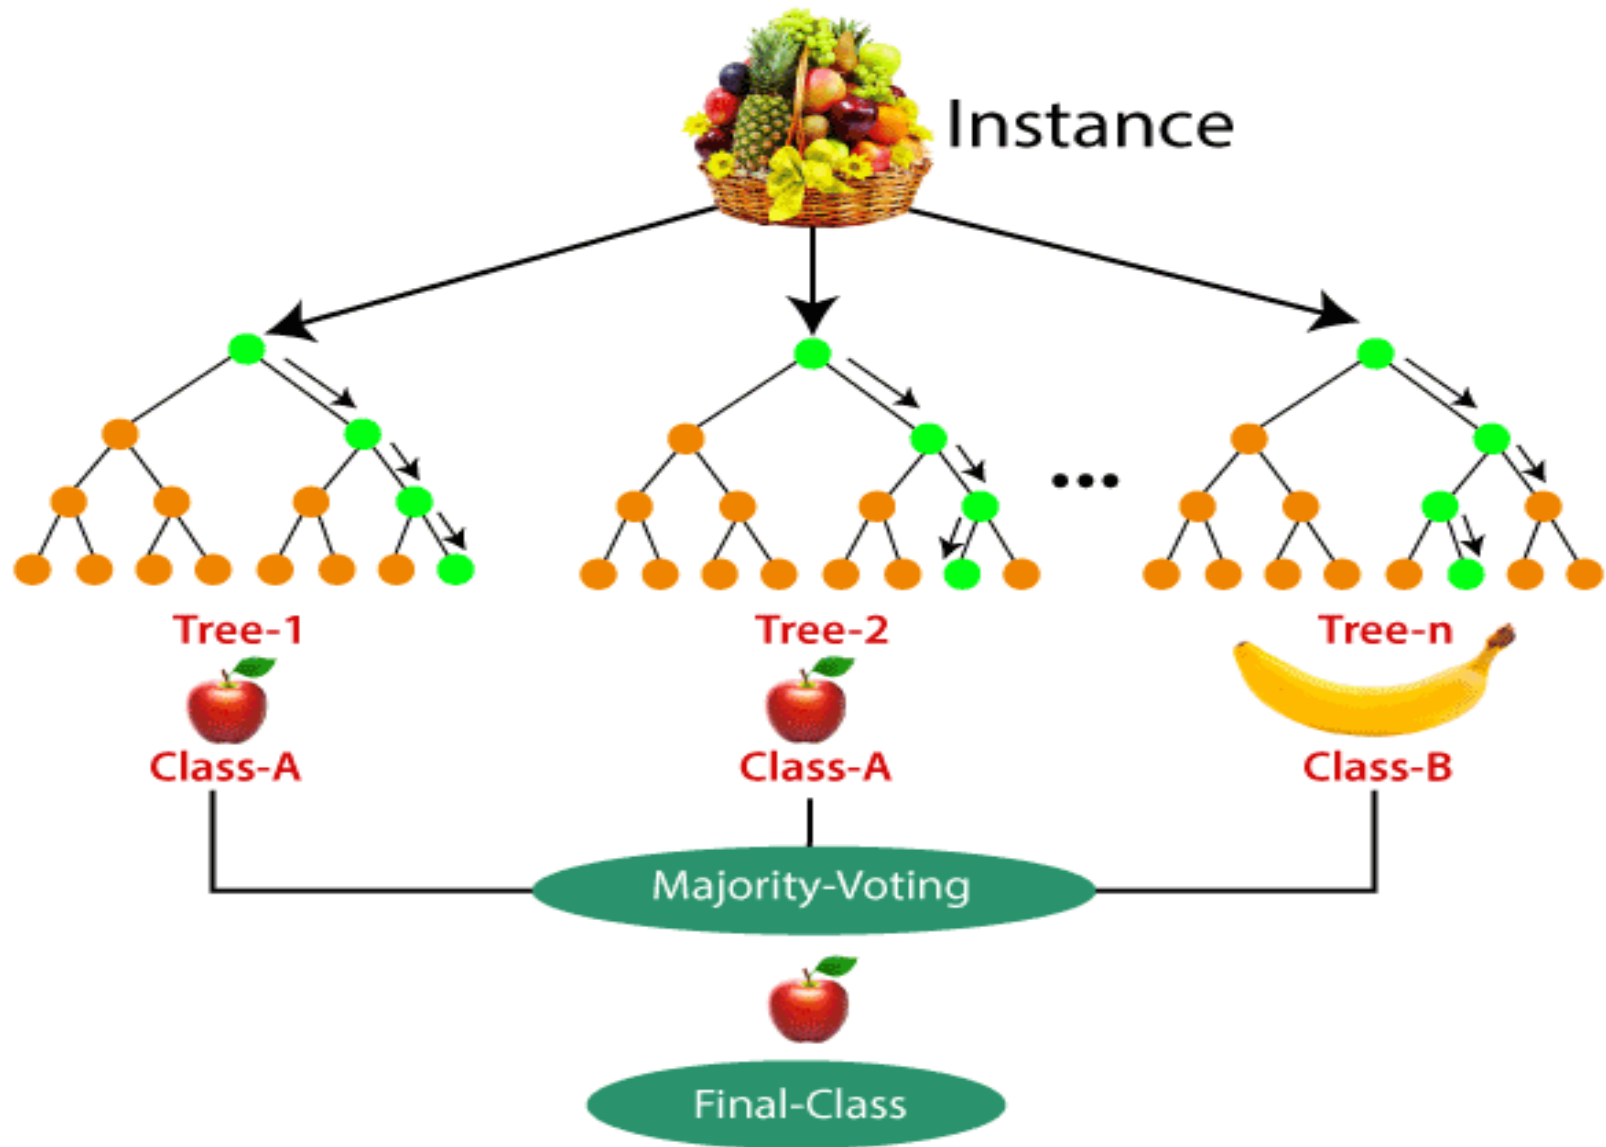 Instance
Tree-1
Tree-2
Tree-n
Class-A
Class-A
Class-B
Majority-Voting
Final-Class